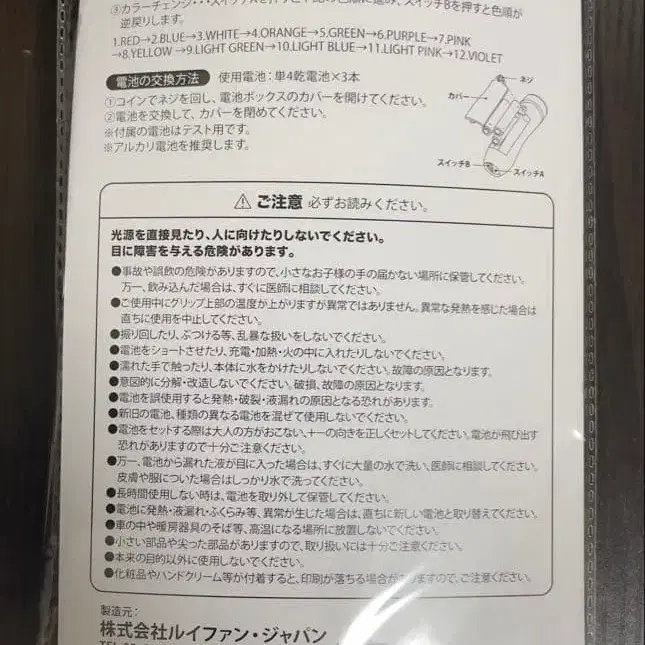 ③カラーチェンジ・・・スイッチAを押すと下記の色順に進み、スイッチBを押すと色順が
逆戻りします。
1.RED→2.BLUE→3.WHITE→4.ORANGE→5.GREEN→6.PURPLE→7.PINK
→8.YELLOW →9.LIGHT GREEN→10.LIGHT BLUE→11.LIGHT PINK→12.VIOLET
電池の交換方法 使用電池：単4乾電池×3本
①コインでネジを回し、電池ボックスのカバーを開けてください。
②電池を交換して、カバーを閉めてください。
※付属の電池はテスト用です。
※アルカリ電池を推奨します。
ネジ
カバー
スイッチB
スイッチA
⚠ ご注意 必ずお読みください。
光源を直接見たり、人に向けたりしないでください。
目に障害を与える危険があります。
●事故や誤飲の危険がありますので、小さなお子様の手の届かない場所に保管してください。
万一、飲み込んだ場合は、すぐに医師に相談してください。
●ご使用中にグリップ上部の温度が上がりますが異常ではありません。異常な発熱を感じた場合は
直ちに使用を中止してください。
●振り回したり、ぶつける等、乱暴な扱いをしないでください。
●電池をショートさせたり、充電・加熱・火の中に入れたりしないでください。
●濡れた手で触ったり、本体に水をかけたりしないでください。故障の原因となります。
●意図的に分解・改造しないでください。破損、故障の原因となります。
●電池を誤使用すると発熱・破裂・液漏れの原因となる恐れがあります。
●新旧の電池、種類の異なる電池を混ぜて使用しないでください。
●電池をセットする際は大人の方がおこない、＋－の向きを正しくセットしてください。電池が飛び出す
恐れがありますので十分ご注意ください。
●万一、電池から漏れた液が目に入った場合は、すぐに大量の水で洗い、医師に相談してください。
皮膚や服についた場合はしっかり水で洗ってください。
●長時間使用しない時は、電池を取り外して保管してください。
●電池に発熱・液漏れ・ふくらみ等、異常が生じた場合は、直ちに新しい電池と取り替えてください。
●車の中や暖房器具のそば等、高温になる場所に放置しないでください。
●小さい部品や尖った部品がありますので、取り扱いには十分ご注意ください。
●本来の目的以外に使用しないでください。
●化粧品やハンドクリーム等が付着すると、印刷が落ちる場合がありますので、ご注意ください。
製造元：
株式会社ルイファン・ジャパン